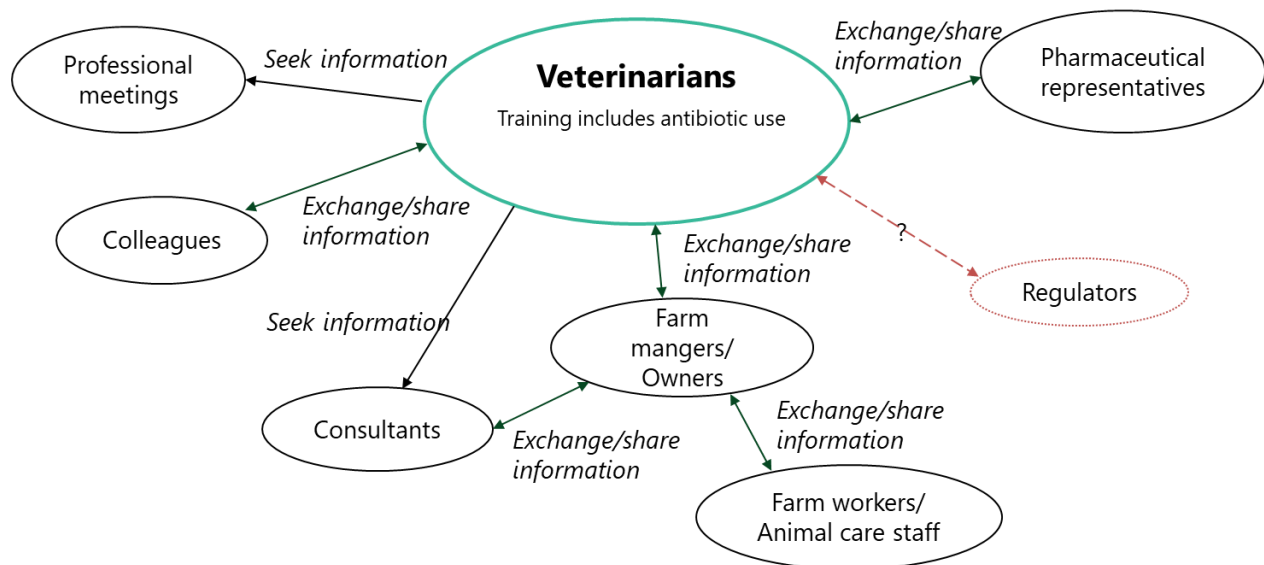 Professional
meetings
Seek information
Veterinarians
Training includes antibiotic use
Exchange/share
information
Pharmaceutical
representatives
Colleagues
Exchange/share
information
Exchange/share
information
?
Regulators
Seek information
Farm
mangers/
Owners
Consultants
Exchange/share
information
Exchange/share
information
Farm workers/
Animal care staff